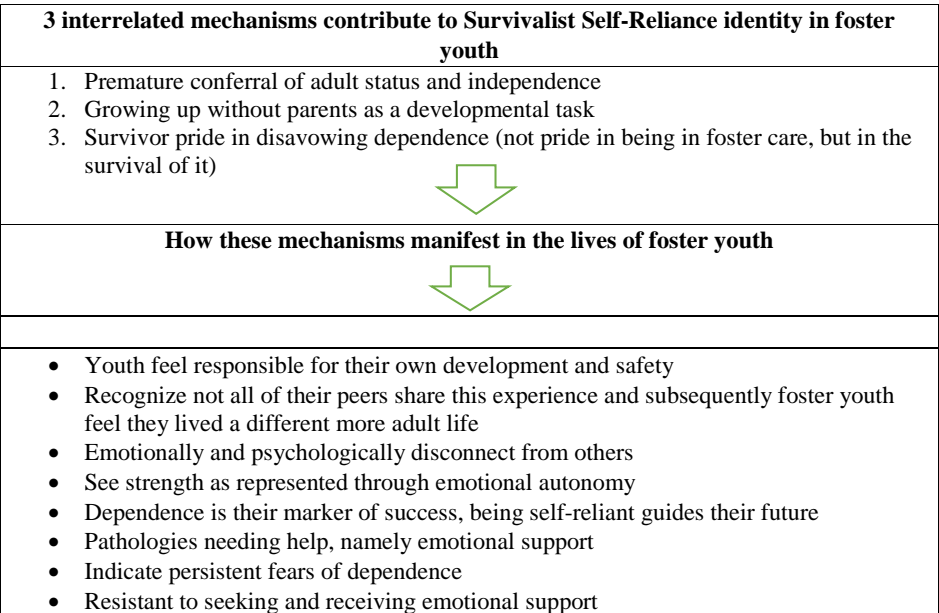 3 interrelated mechanisms contribute to Survivalist Self-Reliance identity in foster
youth
1. Premature conferral of adult status and independence
2. Growing up without parents as a developmental task
3. Survivor pride in disavowing dependence (not pride in being in foster care, but in the
survival of it)
How these mechanisms manifest in the lives of foster youth
• Youth feel responsible for their own development and safety
• Recognize not all of their peers share this experience and subsequently foster youth
feel they lived a different more adult life
• Emotionally and psychologically disconnect from others
• See strength as represented through emotional autonomy
• Dependence is their marker of success, being self-reliant guides their future
• Pathologies needing help, namely emotional support
• Indicate persistent fears of dependence
• Resistant to seeking and receiving emotional support